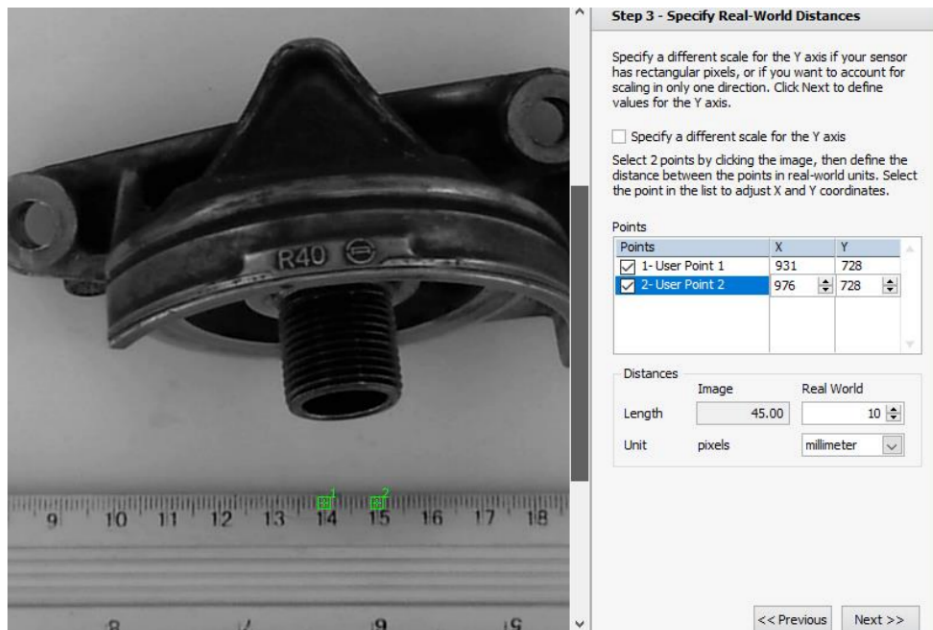 R40
1 2
9 10 11 12 13 14 15 16 17 18
8 9
Step 3 - Specify Real-World Distances
Specify a different scale for the Y axis if your sensor
has rectangular pixels, or if you want to account for
scaling in only one direction. Click Next to define
values for the Y axis.
Specify a different scale for the Y axis
Select 2 points by clicking the image, then define the
distance between the points in real-world units. Select
the point in the list to adjust X and Y coordinates.
Points
Points X Y
1- User Point 1 931 728
2- User Point 2 976 728
Distances
Image Real World
Length 45.00 10
Unit pixels millimeter
<< Previous Next >>